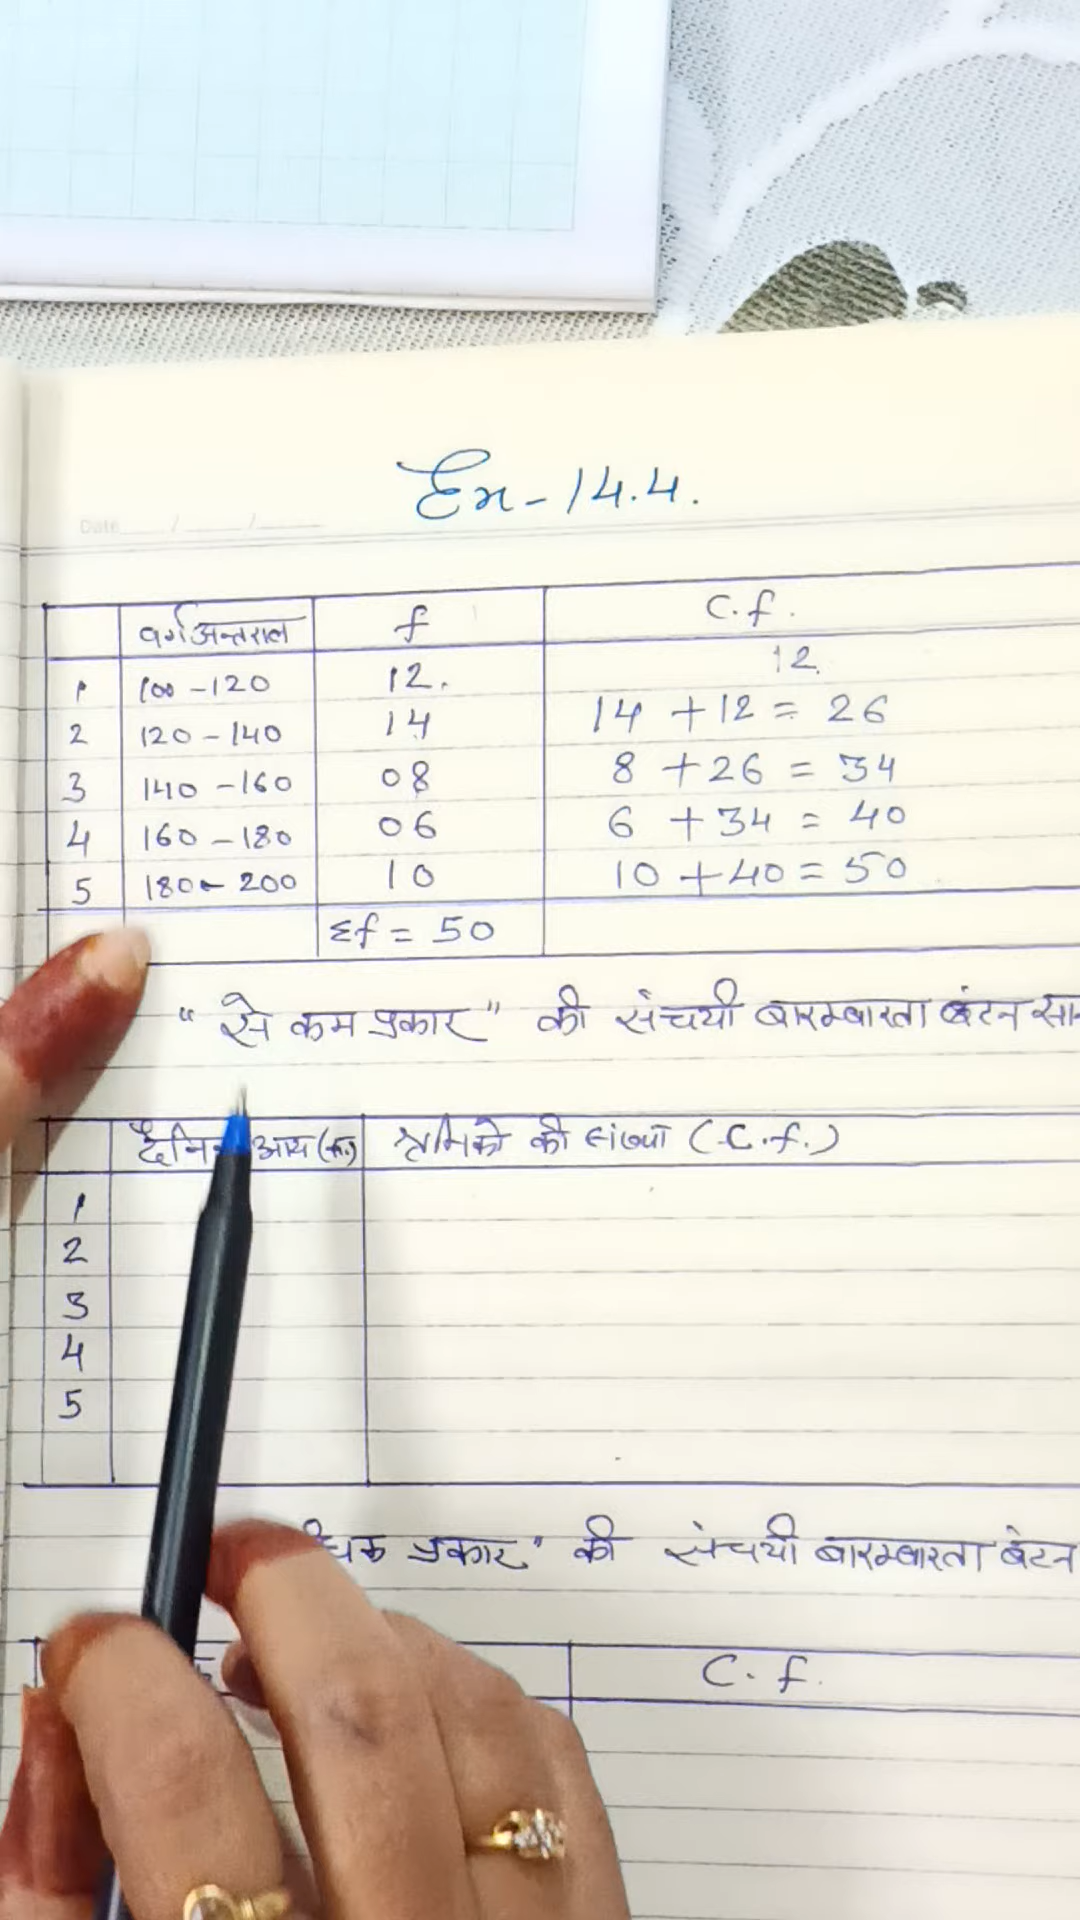 Ex-14.4.
Date
वर्गअन्तराल f C.f.
1 100-120 12. 12.
2 120-140 14 14+12=26
3 140-160 08 8+26=34
4 160-180 06 6+34=40
5 180-200 10 10+40=50
Σf=50
"से कम प्रकार" की संचयी बारम्बारता बंटन
आय(रू) श्रमिको की संख्या (C.f.)
1
2
3
4
5
प्रकार" की संचयी बारम्बारता बंटन
C.f.